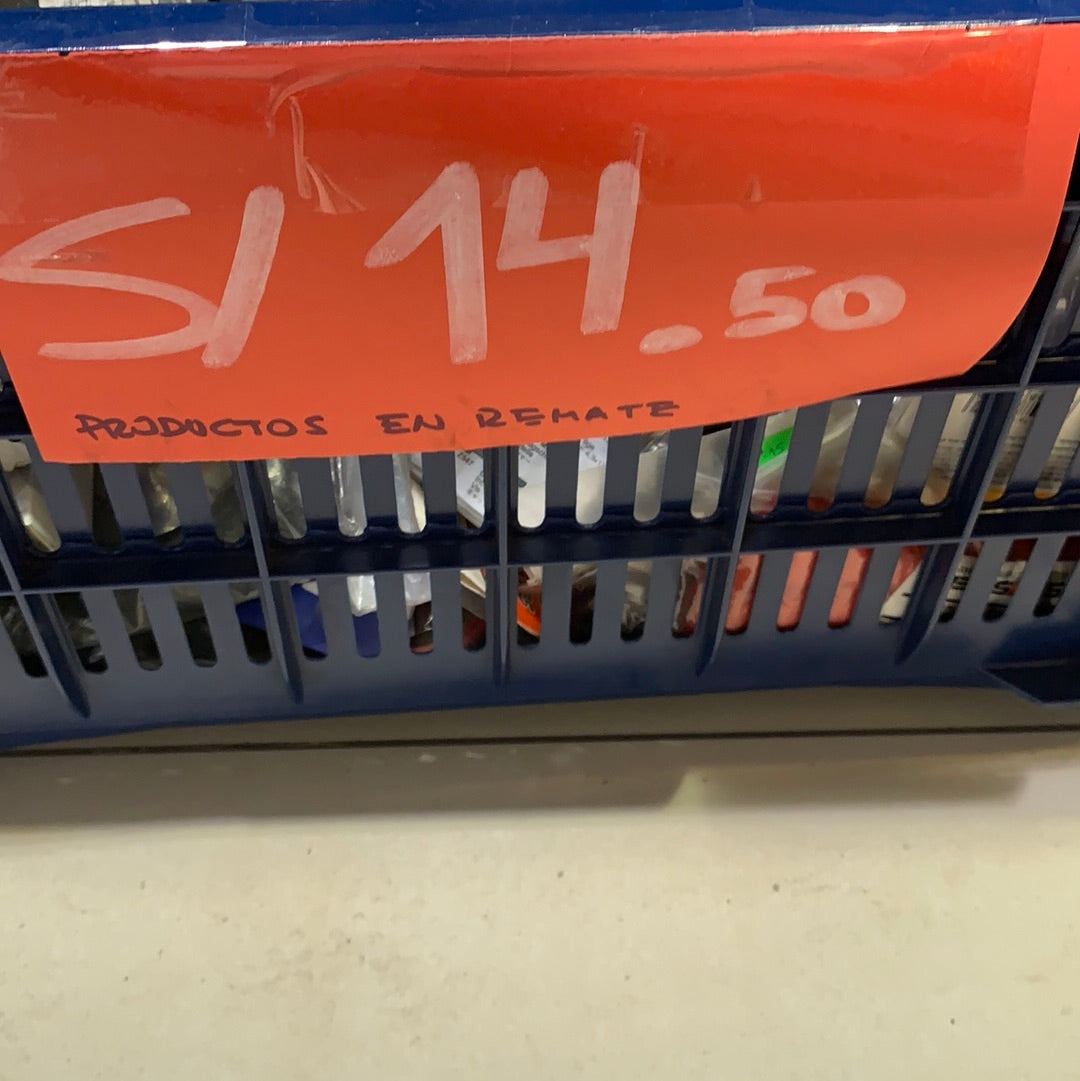 S/ 14.50
PRODUCTOS EN REMATE